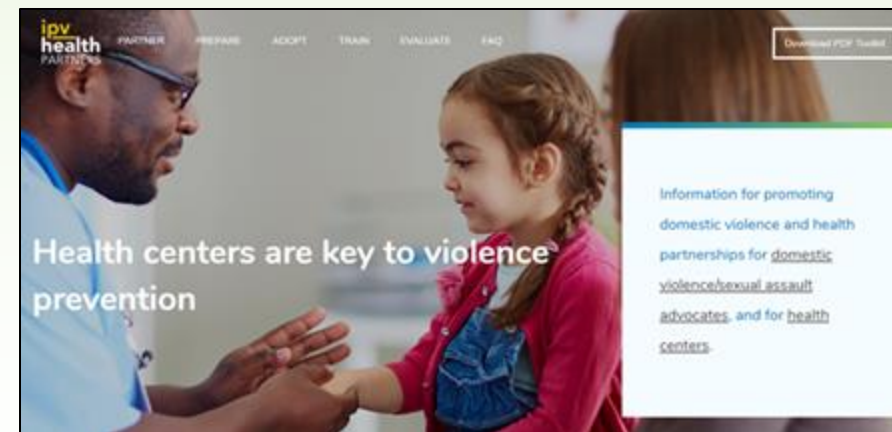 ipv
health
PARTNERS
PARTNER PREPARE ADOPT TRAIN EVALUATE FAQ
Download PDF Toolkit
Health centers are key to violence
prevention
Information for promoting
domestic violence and health
partnerships for domestic
violence/sexual assault
advocates, and for health
centers.